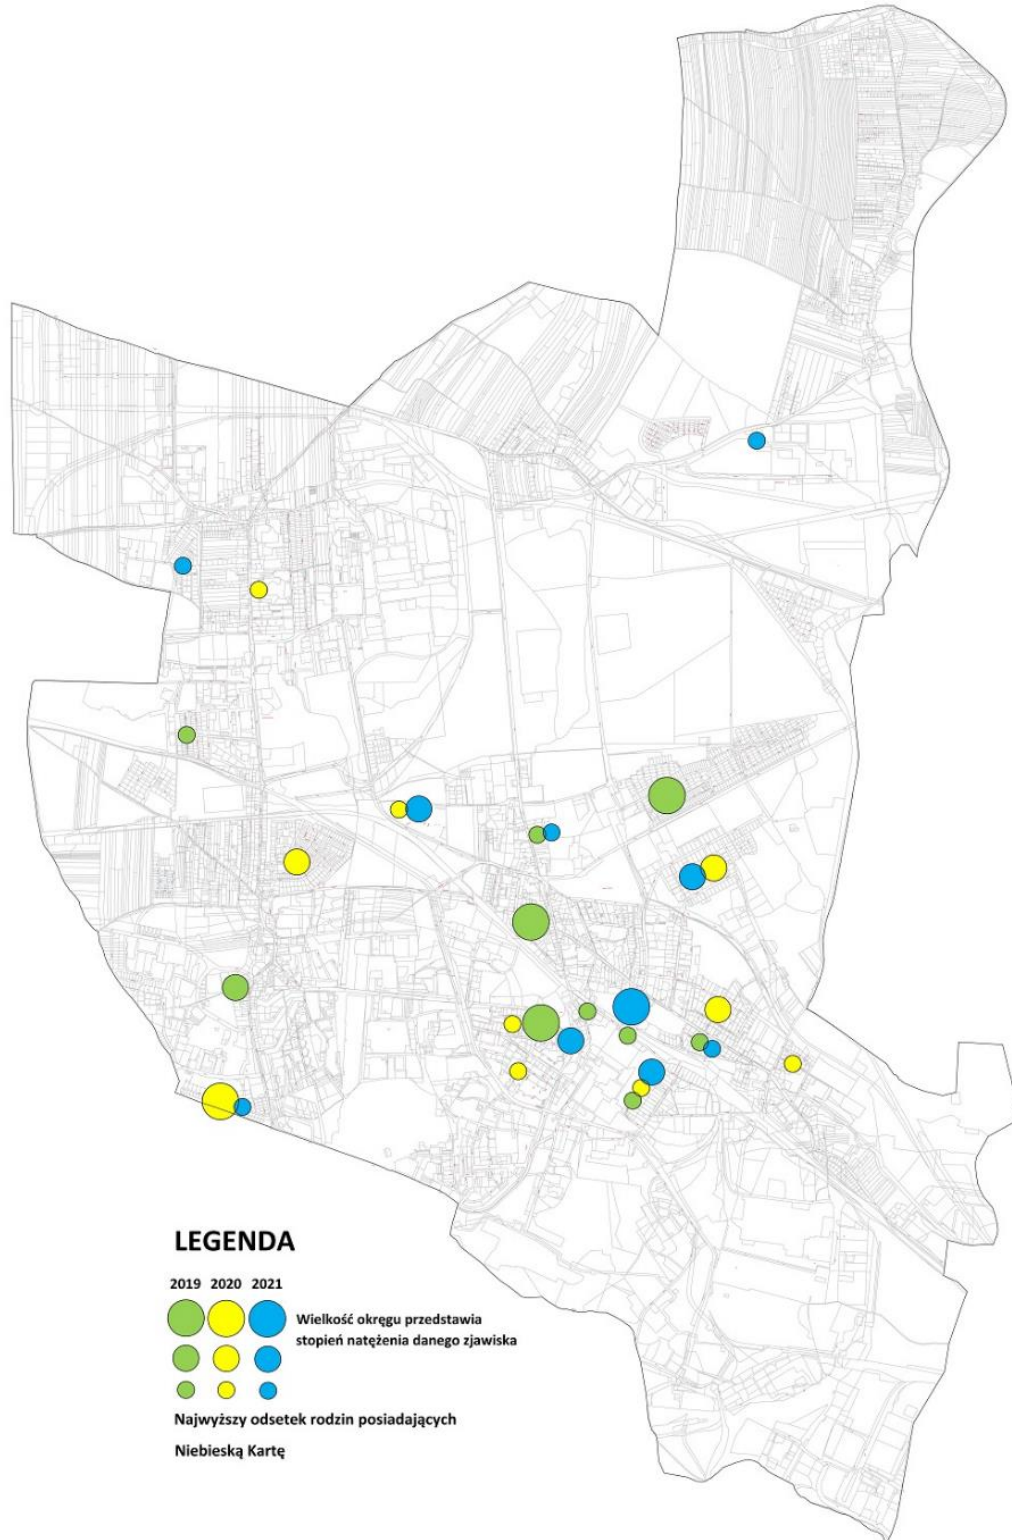 LEGENDA
2019 2020 2021
Wielkość okręgu przedstawia
stopień natężenia danego zjawiska
Najwyższy odsetek rodzin posiadających
Niebieską Kartę